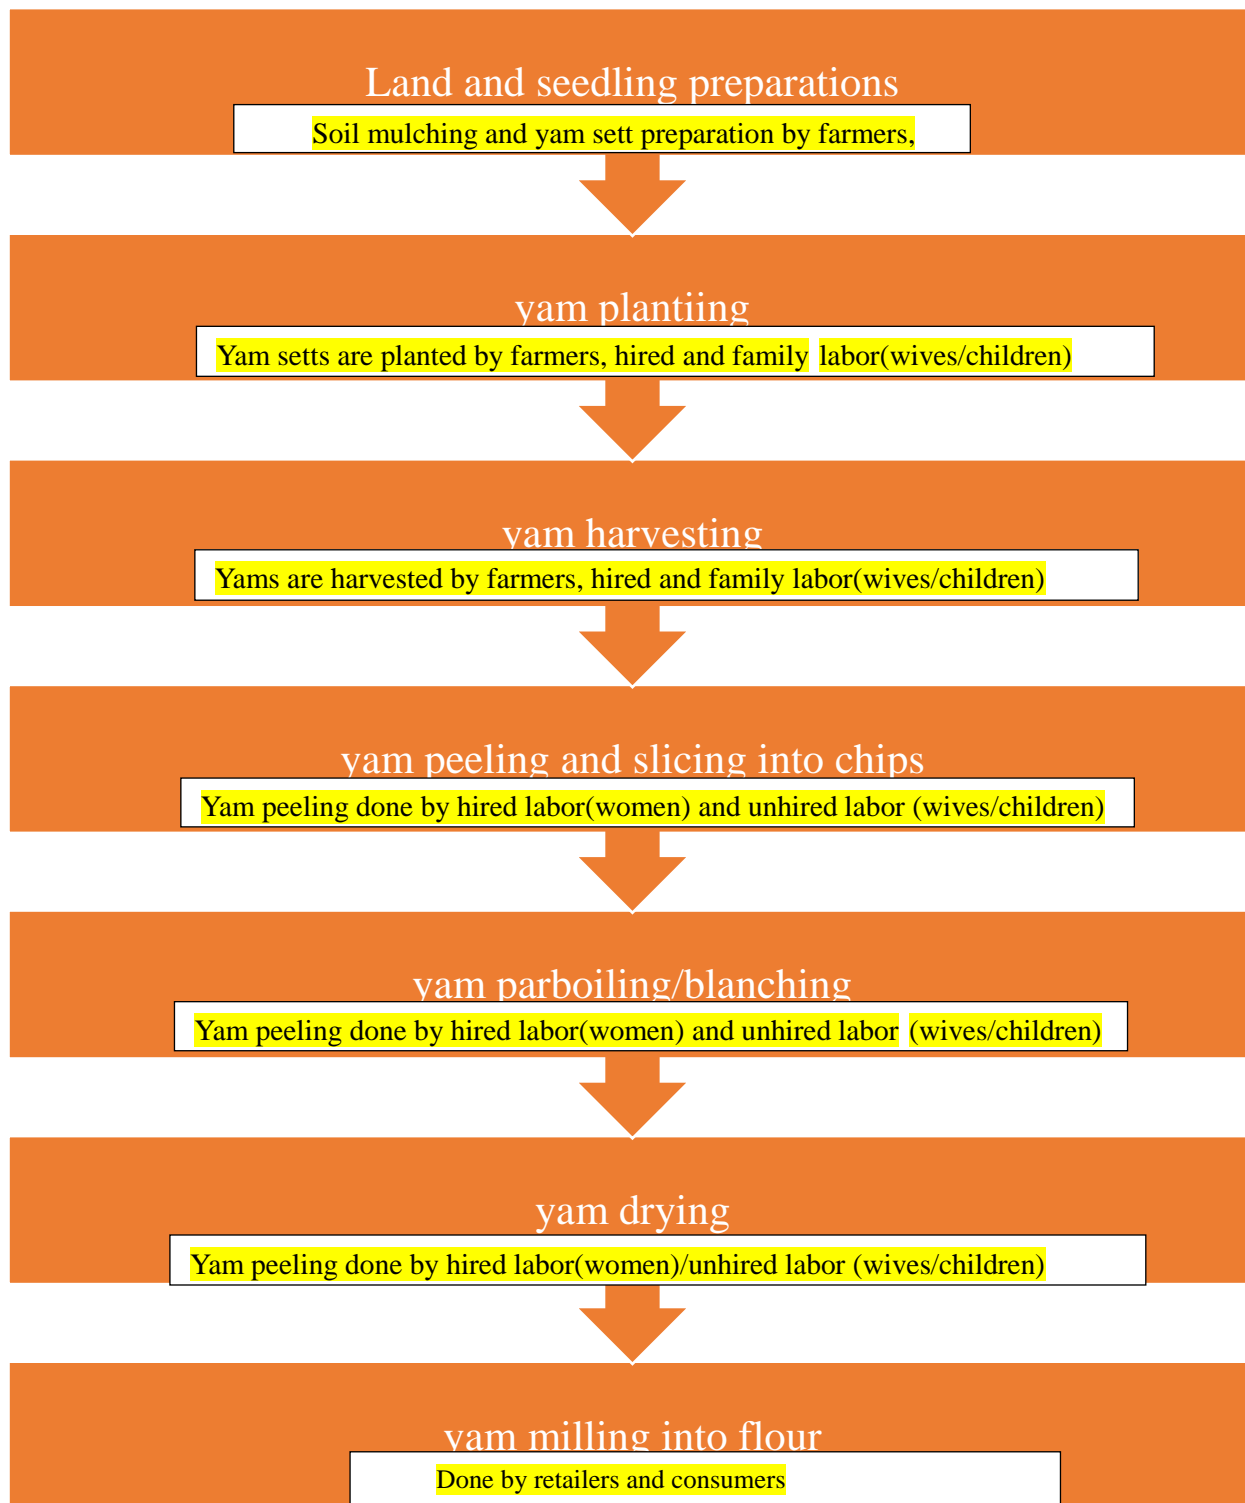 Land and seedling preparations
Soil mulching and yam sett preparation by farmers,
yam plantiing
Yam setts are planted by farmers, hired and family labor(wives/children)
yam harvesting
Yams are harvested by farmers, hired and family labor(wives/children)
yam peeling and slicing into chips
Yam peeling done by hired labor(women) and unhired labor (wives/children)
yam parboiling/blanching
Yam peeling done by hired labor(women) and unhired labor (wives/children)
yam drying
Yam peeling done by hired labor(women)/unhired labor (wives/children)
yam milling into flour
Done by retailers and consumers